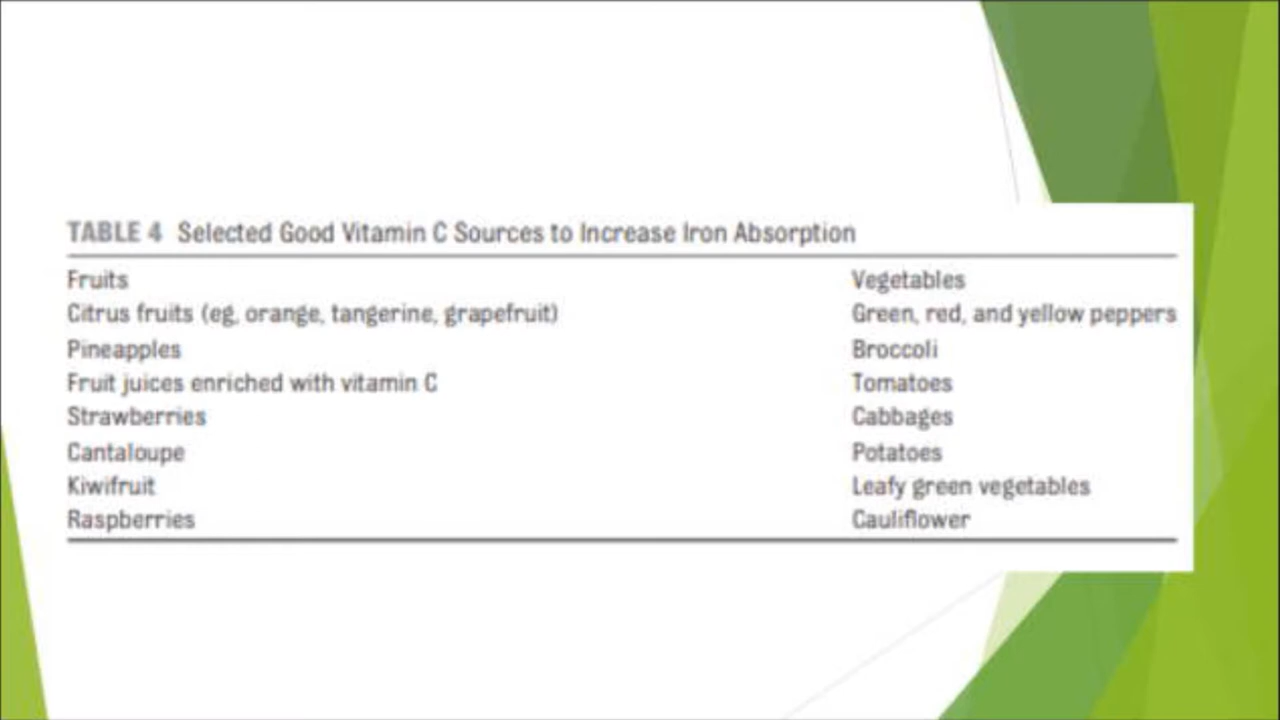 TABLE 4 Selected Good Vitamin C Sources to Increase Iron Absorption
Fruits Vegetables
Citrus fruits (eg, orange, tangerine, grapefruit) Green, red, and yellow peppers
Pineapples Broccoli
Fruit juices enriched with vitamin C Tomatoes
Strawberries Cabbages
Cantaloupe Potatoes
Kiwifruit Leafy green vegetables
Raspberries Cauliflower